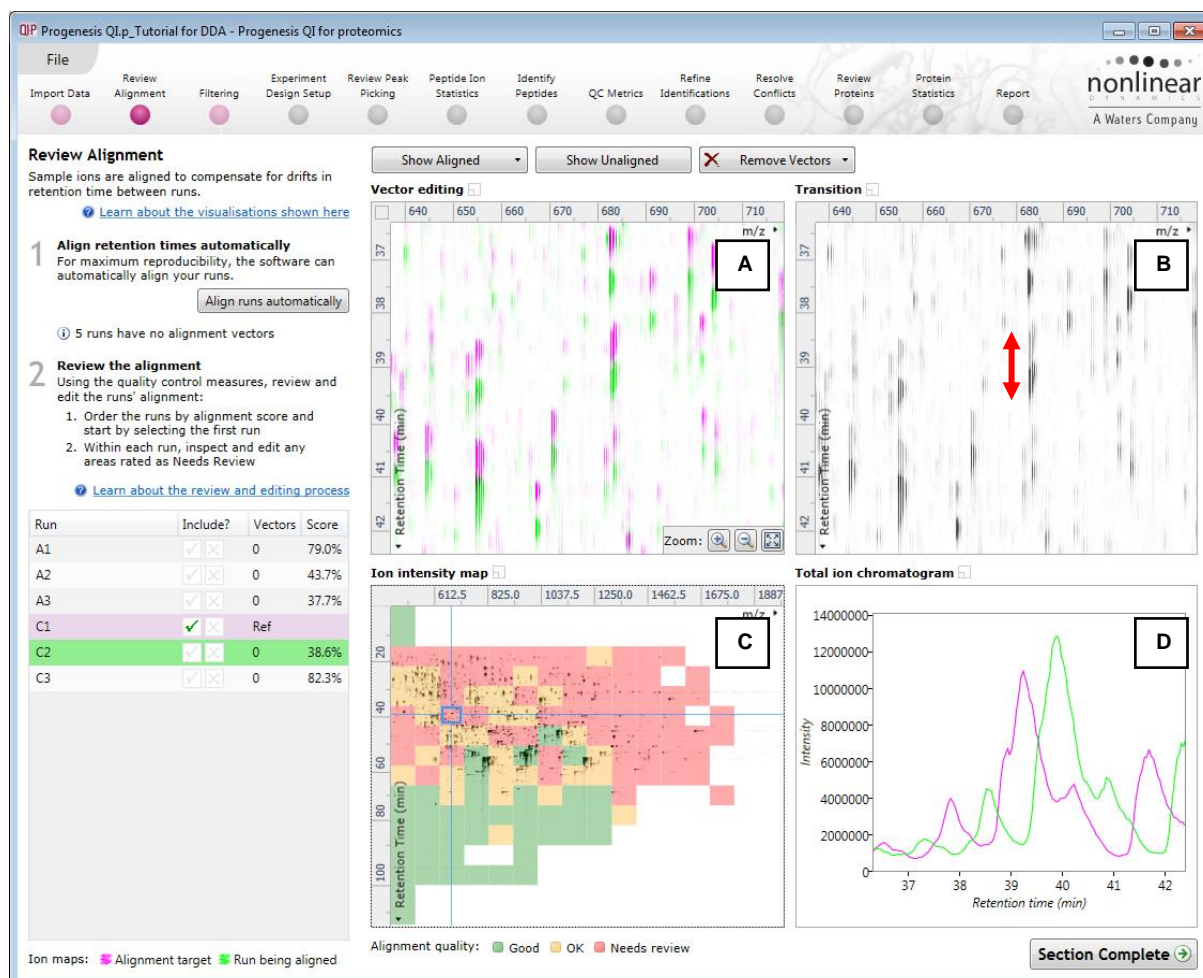 QIP Progenesis QI.p_Tutorial for DDA - Progenesis QI for proteomics
File
Import Data
Review Alignment
Filtering
Experiment Design Setup
Review Peak Picking
Peptide Ion Statistics
Identify Peptides
QC Metrics
Refine Identifications
Resolve Conflicts
Review Proteins
Protein Statistics
Report
nonlinear
DYNAMICS
A Waters Company
Review Alignment
Sample ions are aligned to compensate for drifts in
retention time between runs.
Learn about the visualisations shown here
1 Align retention times automatically
For maximum reproducibility, the software can
automatically align your runs.
Align runs automatically
5 runs have no alignment vectors
2 Review the alignment
Using the quality control measures, review and
edit the runs' alignment:
1. Order the runs by alignment score and
start by selecting the first run
2. Within each run, inspect and edit any
areas rated as Needs Review
Learn about the review and editing process
Run Include? Vectors Score
A1 0 79.0%
A2 0 43.7%
A3 0 37.7%
C1 Ref
C2 0 38.6%
C3 0 82.3%
Ion maps: Alignment target Run being aligned
Show Aligned Show Unaligned Remove Vectors
Vector editing
640 650 660 670 680 690 700 710
m/z
A
37
38
39
40
41
42
Retention Time (min)
Zoom:
Transition
640 650 660 670 680 690 700 710
m/z
B
37
38
39
40
41
42
Retention Time (min)
Ion intensity map
612.5 825.0 1037.5 1250.0 1462.5 1675.0 1887
m/z
C
20
40
60
80
100
Retention Time (min)
Alignment quality: Good OK Needs review
Total ion chromatogram
D
14000000
12000000
10000000
8000000
6000000
4000000
2000000
0
Intensity
37 38 39 40 41 42
Retention time (min)
Section Complete